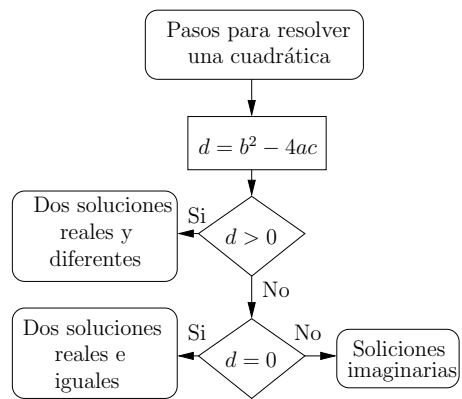 Pasos para resolver
una cuadrática
d = b² − 4ac
Dos soluciones
reales y
diferentes
Si
d > 0
No
Dos soluciones
reales e
iguales
Si
d = 0
No
Soliciones
imaginarias